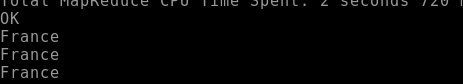 Total MapReduce CPU Time Spent: 2 seconds 720
OK
France
France
France